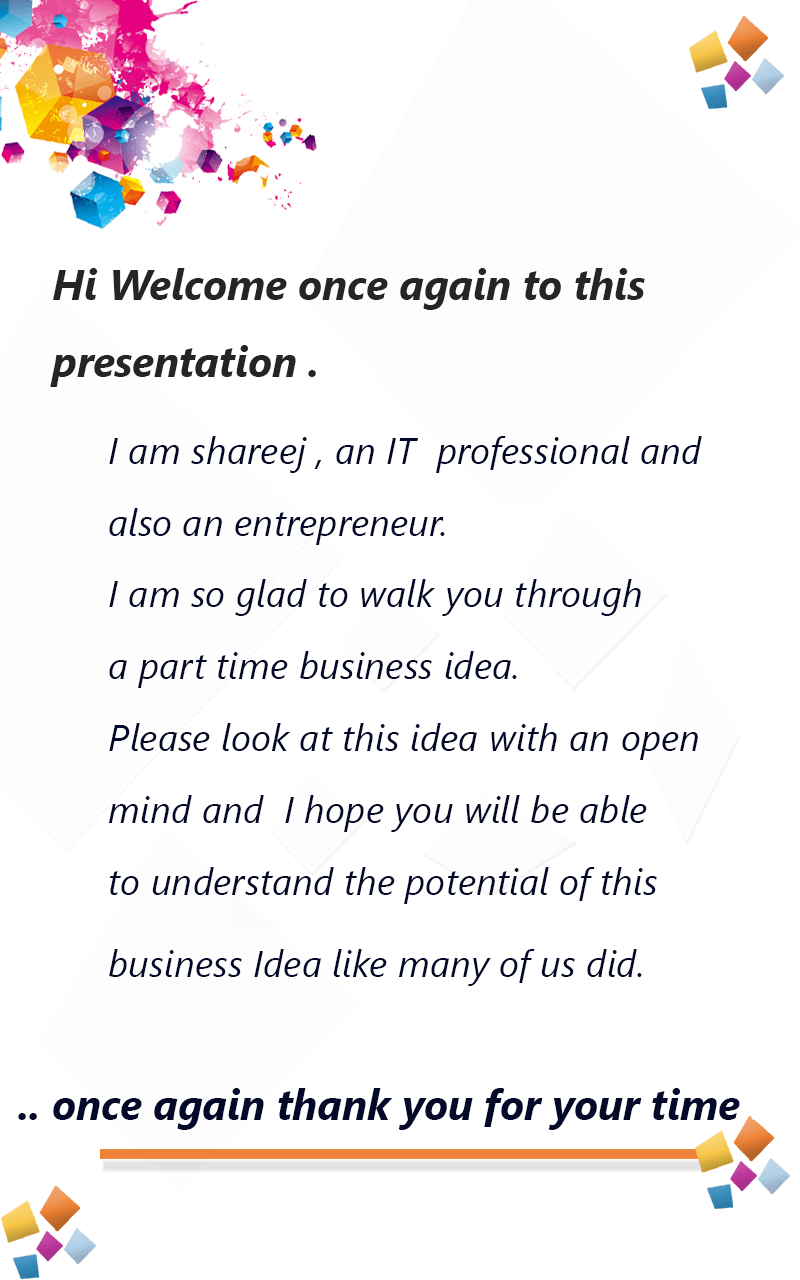 Hi Welcome once again to this
presentation .
I am shareej , an IT  professional and
also an entrepreneur.
I am so glad to walk you through
a part time business idea.
Please look at this idea with an open
mind and  I hope you will be able
to understand the potential of this
business Idea like many of us did.
.. once again thank you for your time